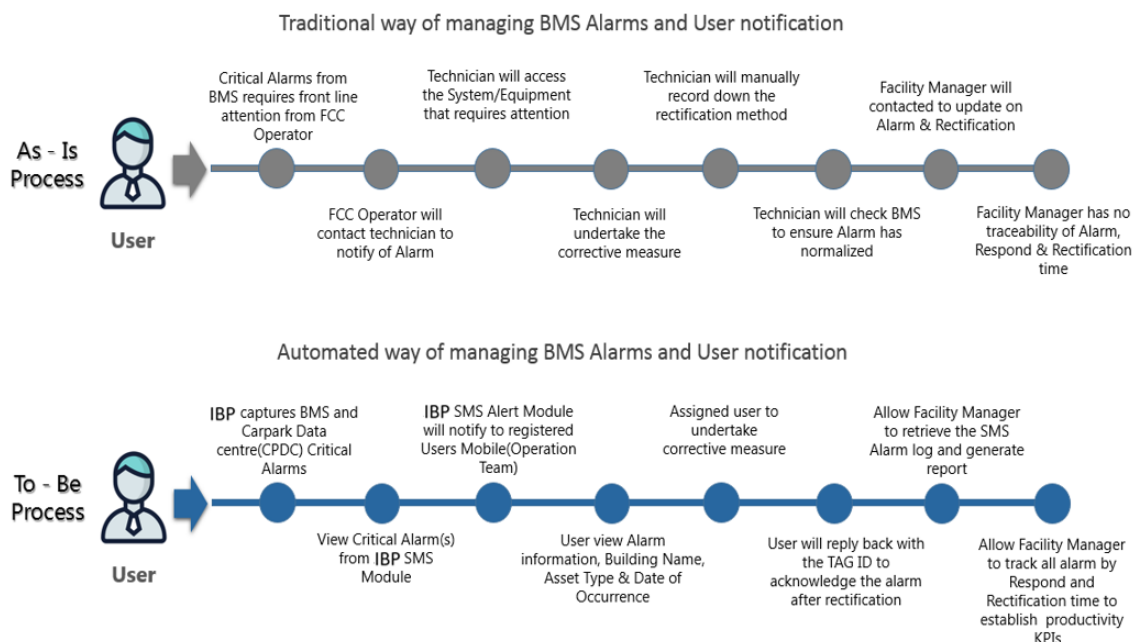 Traditional way of managing BMS Alarms and User notification
As - Is
Process
User
Critical Alarms from
BMS requires front line
attention from FCC
Operator
FCC Operator will
contact technician to
notify of Alarm
Technician will access
the System/Equipment
that requires attention
Technician will
undertake the
corrective measure
Technician will manually
record down the
rectification method
Technician will check BMS
to ensure Alarm has
normalized
Facility Manager will
contacted to update on
Alarm & Rectification
Facility Manager has no
traceability of Alarm,
Respond & Rectification
time
Automated way of managing BMS Alarms and User notification
To - Be
Process
User
IBP captures BMS and
Carpark Data
centre(CPDC) Critical
Alarms
View Critical Alarm(s)
from IBP SMS
Module
IBP SMS Alert Module
will notify to registered
Users Mobile(Operation
Team)
User view Alarm
information, Building Name,
Asset Type & Date of
Occurrence
Assigned user to
undertake
corrective measure
User will reply back with
the TAG ID to
acknowledge the alarm
after rectification
Allow Facility Manager
to retrieve the SMS
Alarm log and generate
report
Allow Facility Manager
to track all alarm by
Respond and
Rectification time to
establish productivity
KPIs